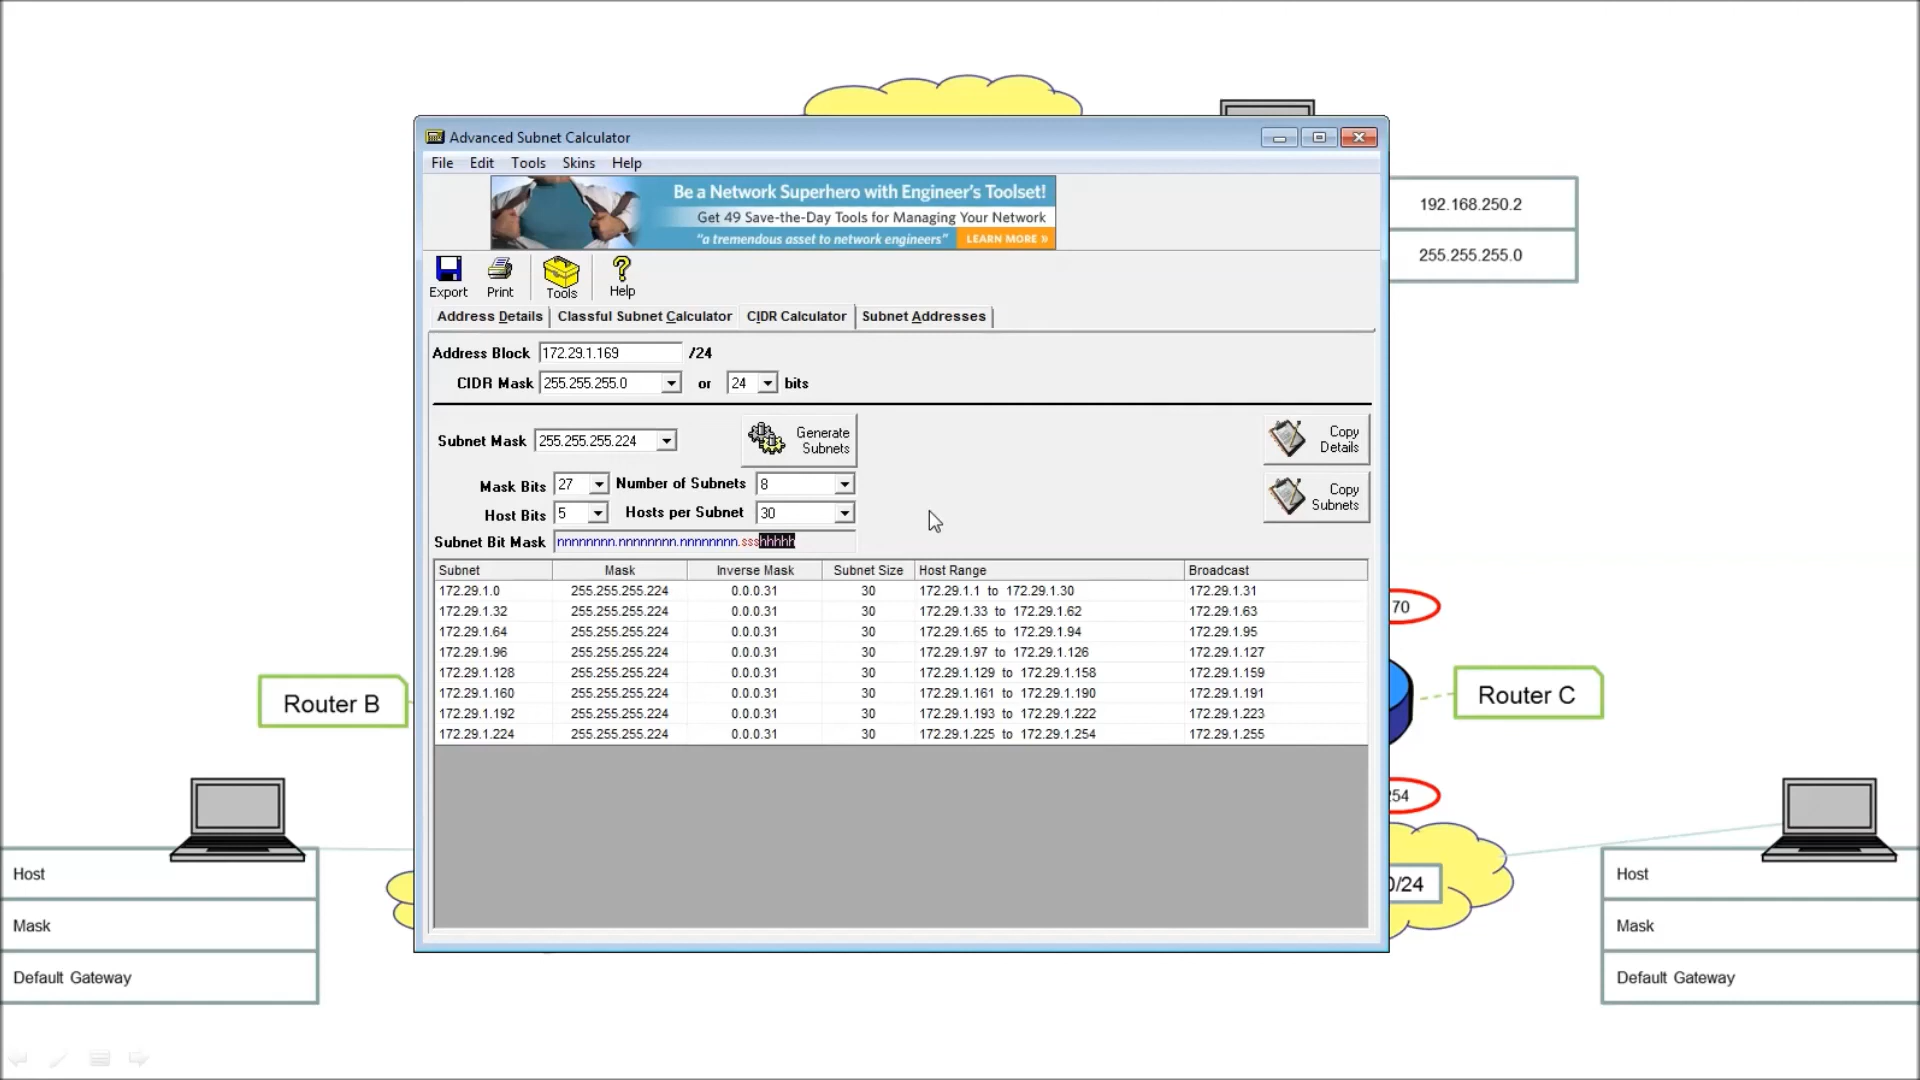 Advanced Subnet Calculator
File Edit Tools Skins Help
Be a Network Superhero with Engineer's Toolset!
Get 49 Save-the-Day Tools for Managing Your Network
"a tremendous asset to network engineers" LEARN MORE »
192.168.250.2
255.255.255.0
Export Print Tools Help
Address Details Classful Subnet Calculator CIDR Calculator Subnet Addresses
Address Block 172.29.1.169 /24
CIDR Mask 255.255.255.0 or 24 bits
Subnet Mask 255.255.255.224 Generate Subnets Copy Details
Mask Bits 27 Number of Subnets 8 Copy Subnets
Host Bits 5 Hosts per Subnet 30
Subnet Bit Mask nnnnnnnn.nnnnnnnn.nnnnnnnn.ssshhhhh
Subnet Mask Inverse Mask Subnet Size Host Range Broadcast
172.29.1.0 255.255.255.224 0.0.0.31 30 172.29.1.1 to 172.29.1.30 172.29.1.31
172.29.1.32 255.255.255.224 0.0.0.31 30 172.29.1.33 to 172.29.1.62 172.29.1.63
172.29.1.64 255.255.255.224 0.0.0.31 30 172.29.1.65 to 172.29.1.94 172.29.1.95
172.29.1.96 255.255.255.224 0.0.0.31 30 172.29.1.97 to 172.29.1.126 172.29.1.127
172.29.1.128 255.255.255.224 0.0.0.31 30 172.29.1.129 to 172.29.1.158 172.29.1.159
172.29.1.160 255.255.255.224 0.0.0.31 30 172.29.1.161 to 172.29.1.190 172.29.1.191
172.29.1.192 255.255.255.224 0.0.0.31 30 172.29.1.193 to 172.29.1.222 172.29.1.223
172.29.1.224 255.255.255.224 0.0.0.31 30 172.29.1.225 to 172.29.1.254 172.29.1.255
70
Router B
Router C
254
0/24
Host
Mask
Default Gateway
Host
Mask
Default Gateway